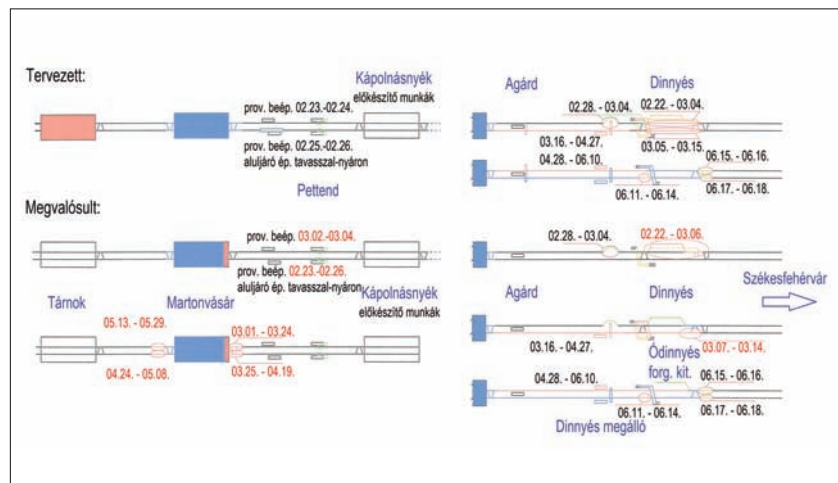 Tervezett:
Kápolnásnyék
előkészítő munkák
prov. beép. 02.23.-02.24.
prov. beép. 02.25.-02.26.
aluljáró ép. tavasszal-nyáron
Pettend
Agárd
Dinnyés
02.28. - 03.04.
02.22. - 03.04.
03.16. - 04.27.
03.05. - 03.15.
04.28. - 06.10.
06.15. - 06.16.
06.11. - 06.14.
06.17. - 06.18.
Megvalósult:
prov. beép. 03.02.-03.04.
prov. beép. 02.23.-02.26.
aluljáró ép. tavasszal-nyáron
Kápolnásnyék
előkészítő munkák
Tárnok
Martonvásár
05.13. - 05.29.
03.01. - 03.24.
04.24. - 05.08.
03.25. - 04.19.
02.28. - 03.04.
02.22. - 03.06.
Székesfehérvár
Agárd
Dinnyés
03.16. - 04.27.
Ódinnyés
forg. kit.
03.07. - 03.14.
04.28. - 06.10.
06.15. - 06.16.
06.11. - 06.14.
06.17. - 06.18.
Dinnyés megálló